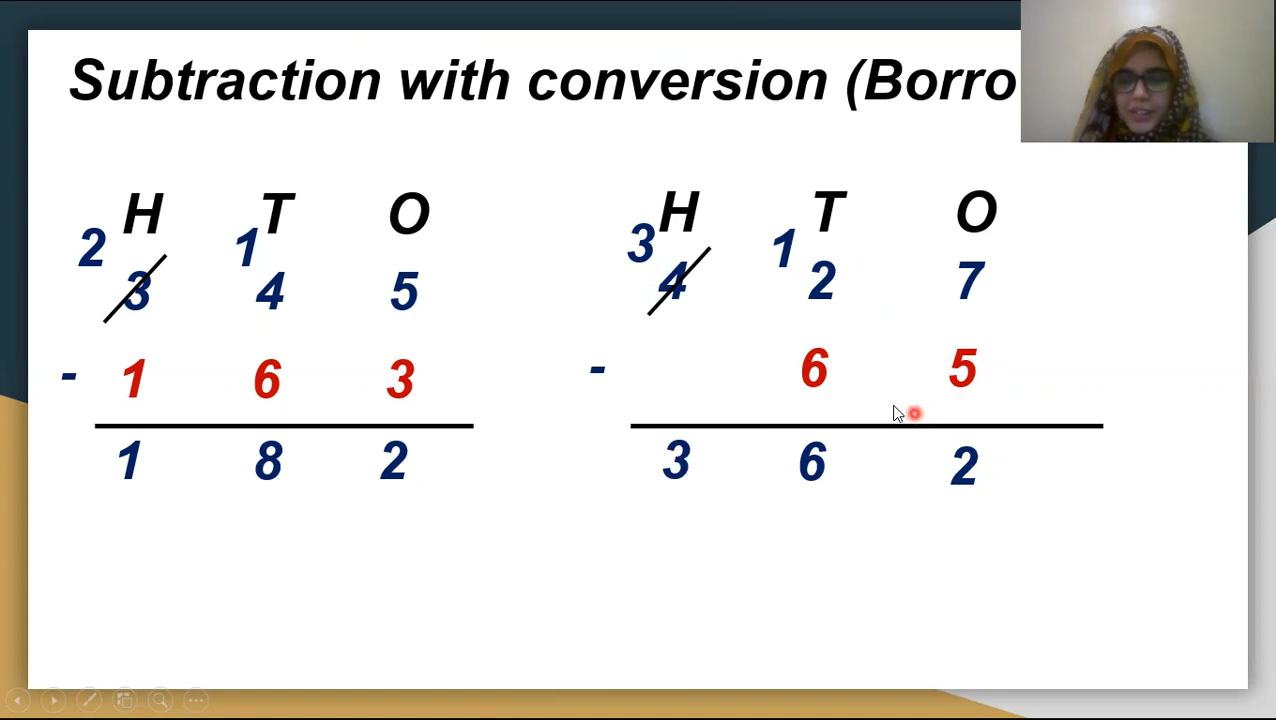 Subtraction with conversion (Borro
H T O
2 1
3 4 5
- 1 6 3
1 8 2
H T O
3 1
4 2 7
- 6 5
3 6 2